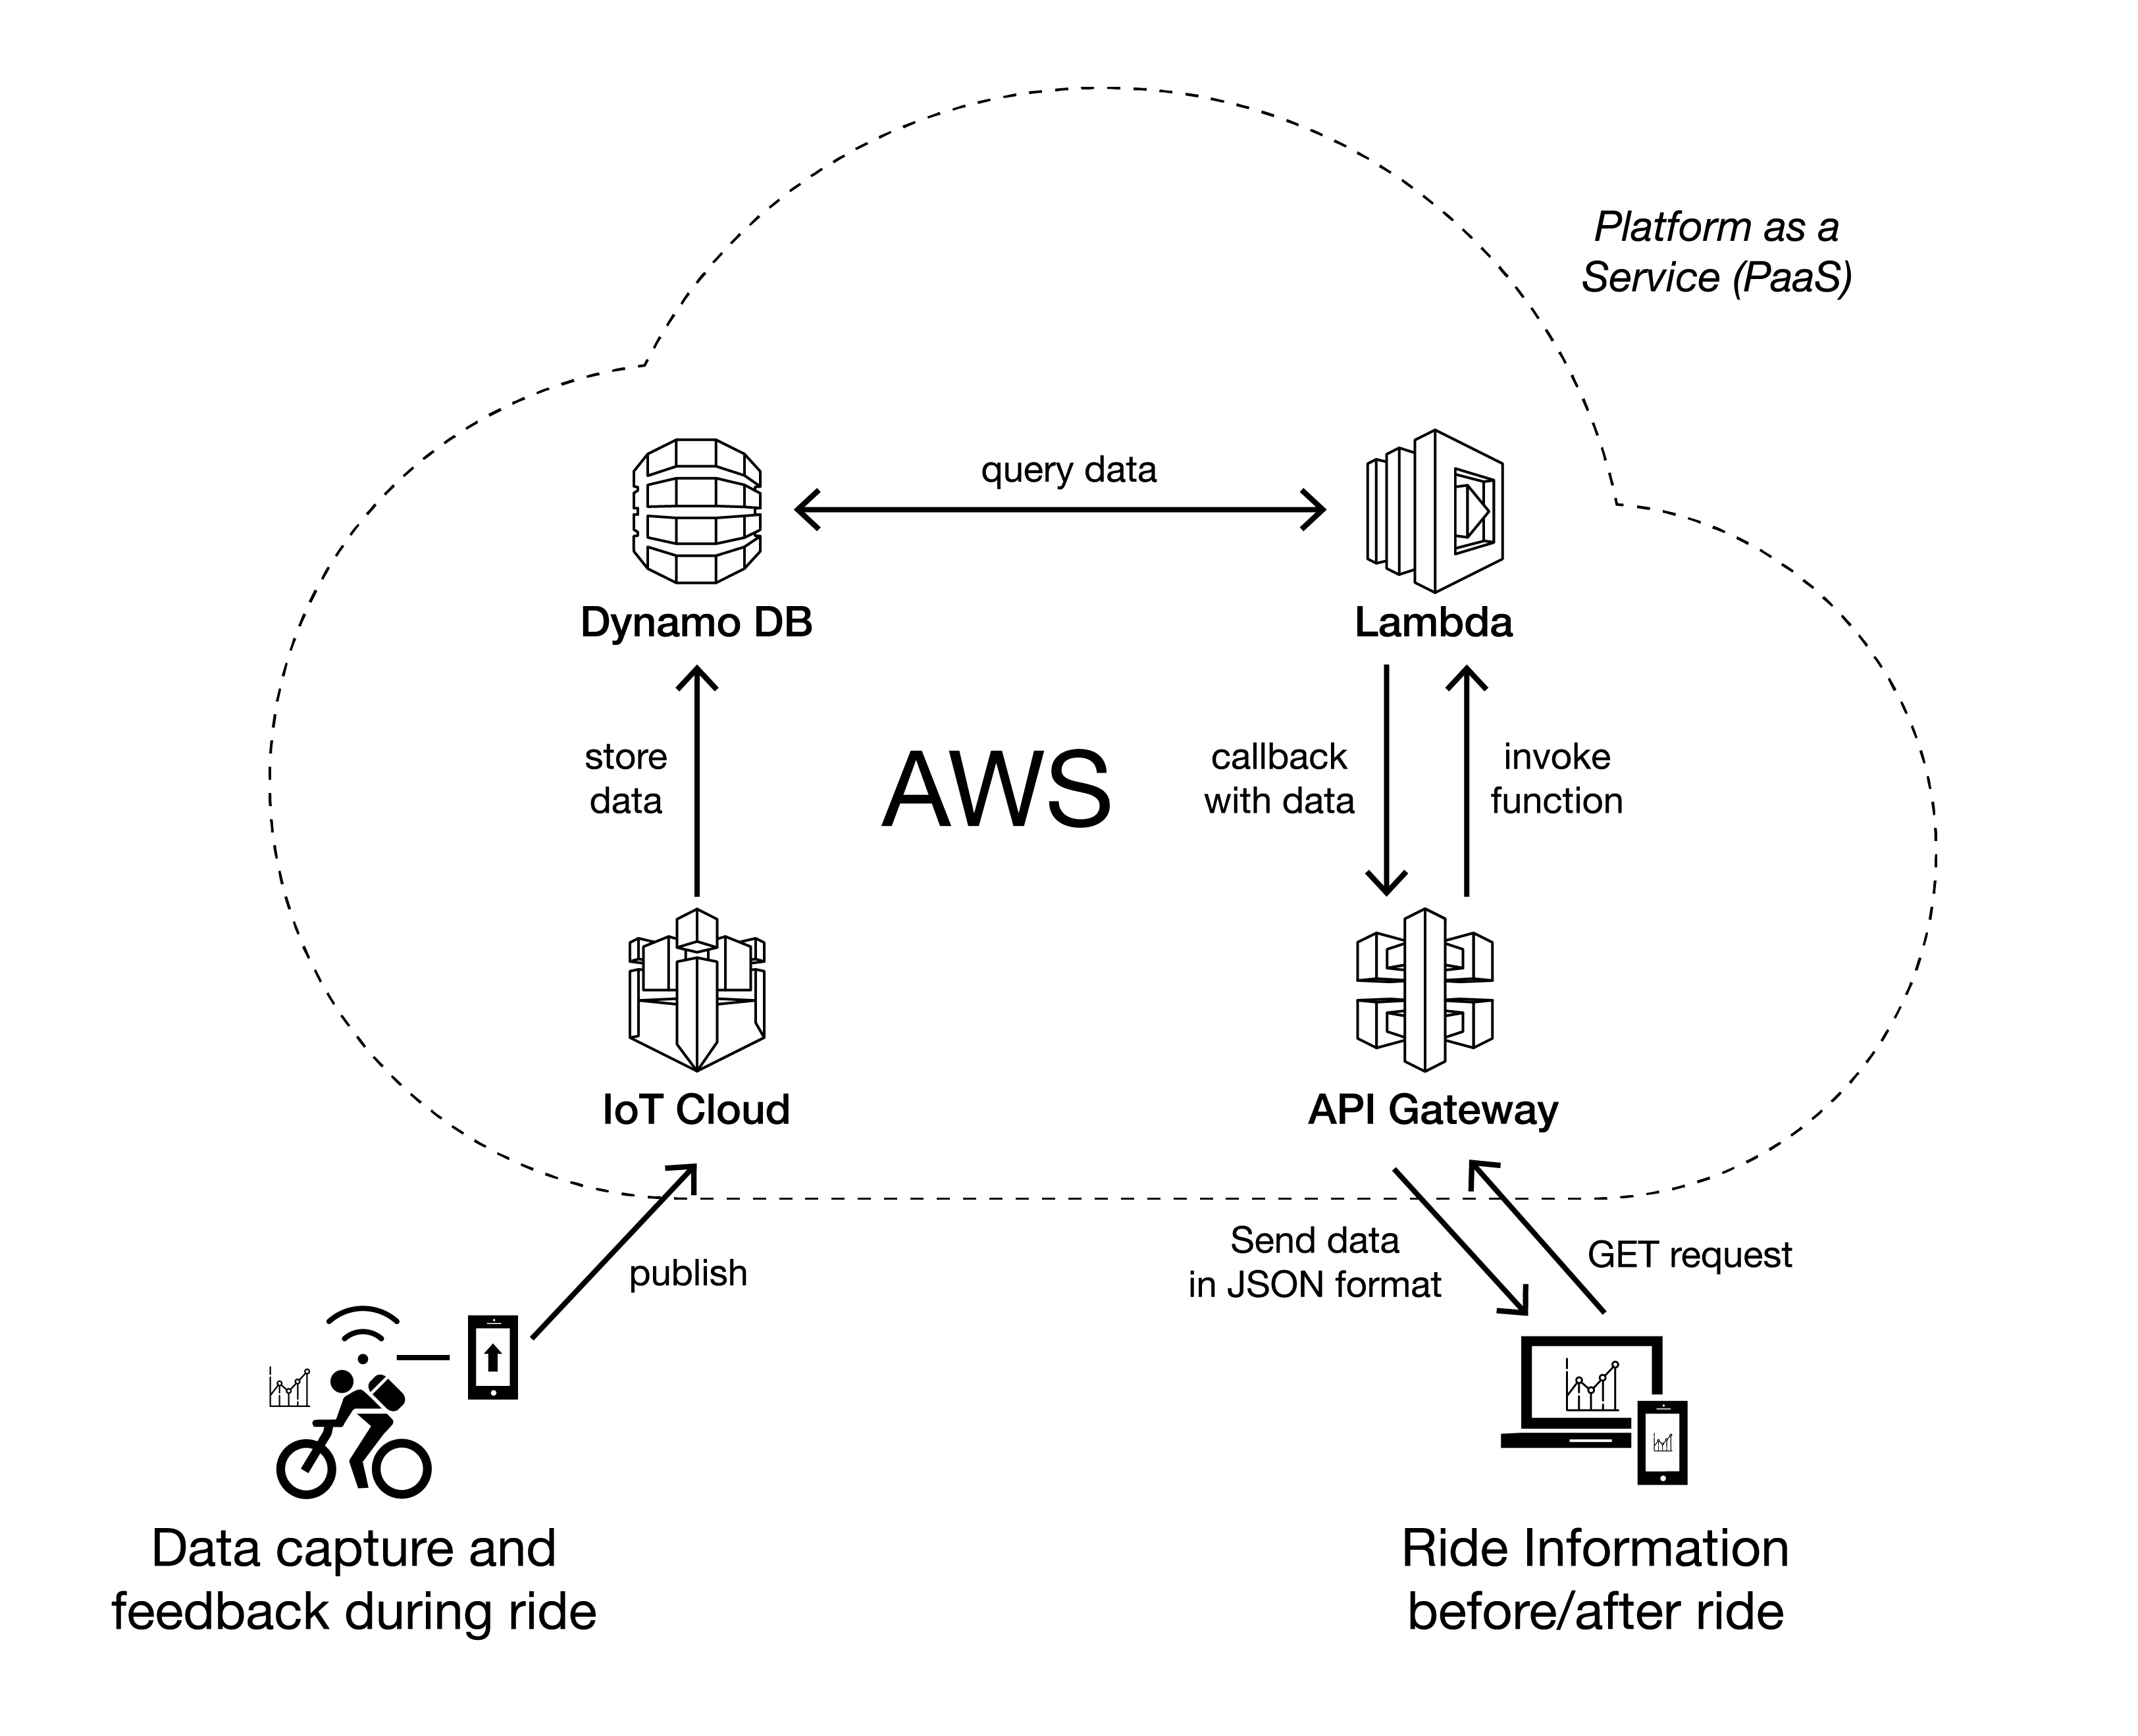 Platform as a
Service (PaaS)
query data
Dynamo DB
Lambda
store
data
AWS
callback
with data
invoke
function
IoT Cloud
API Gateway
publish
Send data
in JSON format
GET request
Data capture and
feedback during ride
Ride Information
before/after ride